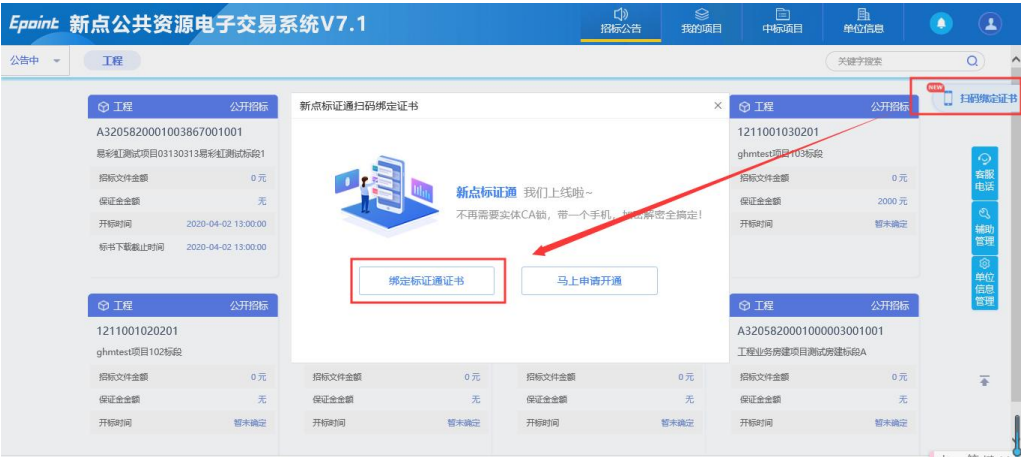 Epoint 新点公共资源电子交易系统V7.1
招标公告
我的项目
中标项目
单位信息
公告中
工程
关键字搜索
NEW
扫码绑定证书
工程 公开招标
A3205820001003867001001
易彩虹测试项目03130313易彩虹测试标段1
招标文件金额 0 元
保证金金额 无
开标时间 2020-04-02 13:00:00
标书下载截止时间 2020-04-02 13:00:00
新点标证通扫码绑定证书 ×
新点标证通 我们上线啦~
不再需要实体CA锁，带一个手机，加密解密全搞定！
绑定标证通证书
马上申请开通
工程 公开招标
1211001030201
ghmtest项目103标段
招标文件金额 0 元
保证金金额 2000 元
开标时间 暂未确定
客服
电话
辅助
管理
单位
信息
管理
工程 公开招标
1211001020201
ghmtest项目102标段
招标文件金额 0 元
保证金金额 无
开标时间 暂未确定
招标文件金额 0 元
保证金金额 无
开标时间 暂未确定
招标文件金额 0 元
保证金金额 无
开标时间 暂未确定
工程 公开招标
A3205820001000003001001
工程业务房建项目测试房建标段A
招标文件金额 0 元
保证金金额 无
开标时间 暂未确定